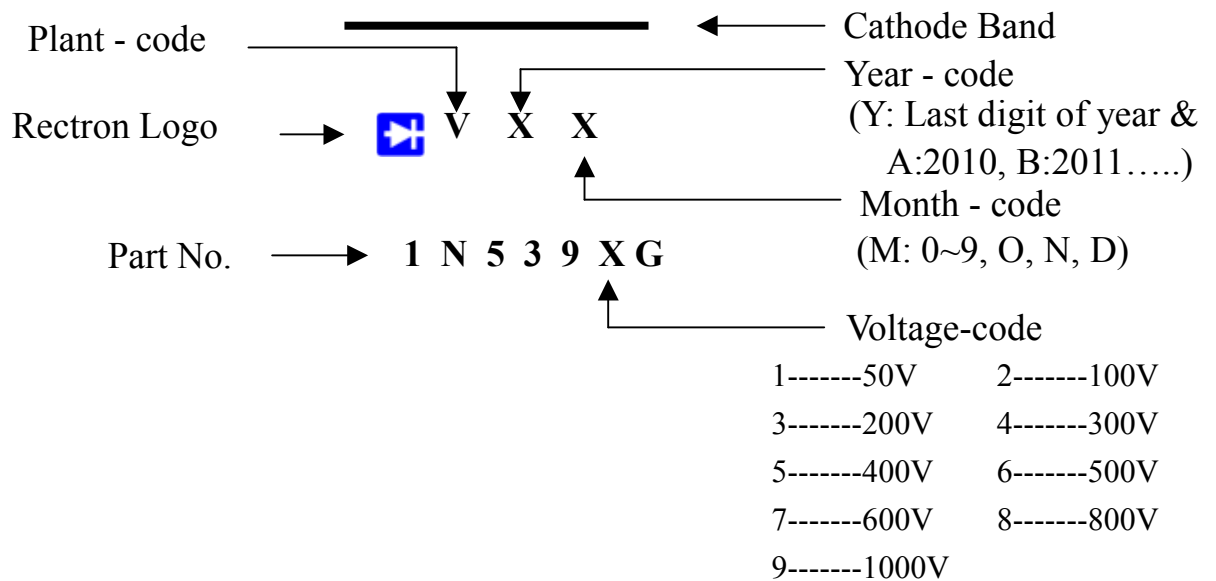 Plant - code
Cathode Band
Year - code
(Y: Last digit of year &
A:2010, B:2011…..)
Rectron Logo
V X X
Month - code
(M: 0~9, O, N, D)
Part No.
1 N 5 3 9 X G
Voltage-code
1-------50V 2-------100V
3-------200V 4-------300V
5-------400V 6-------500V
7-------600V 8-------800V
9-------1000V